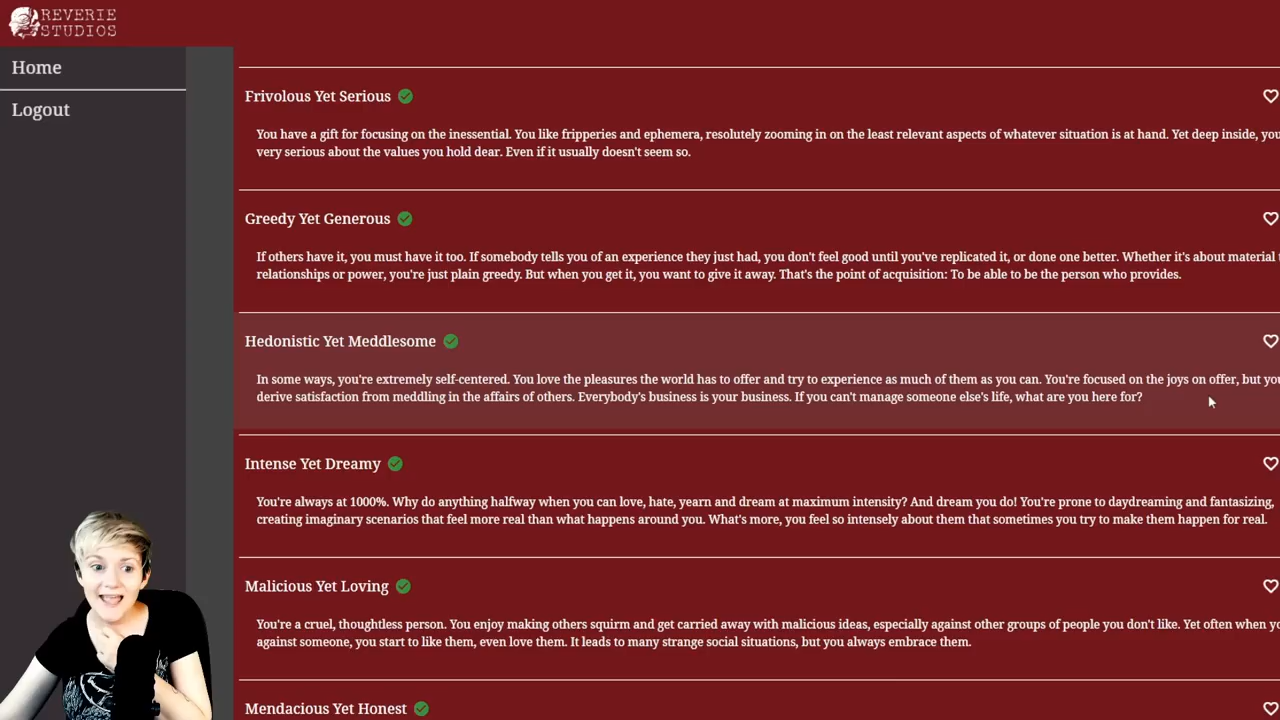 REVERIE
STUDIOS
Home
Logout
Frivolous Yet Serious
You have a gift for focusing on the inessential. You like fripperies and ephemera, resolutely zooming in on the least relevant aspects of whatever situation is at hand. Yet deep inside, you
very serious about the values you hold dear. Even if it usually doesn't seem so.
Greedy Yet Generous
If others have it, you must have it too. If somebody tells you of an experience they just had, you don't feel good until you've replicated it, or done one better. Whether it's about material
relationships or power, you're just plain greedy. But when you get it, you want to give it away. That's the point of acquisition: To be able to be the person who provides.
Hedonistic Yet Meddlesome
In some ways, you're extremely self-centered. You love the pleasures the world has to offer and try to experience as much of them as you can. You're focused on the joys on offer, but you
derive satisfaction from meddling in the affairs of others. Everybody's business is your business. If you can't manage someone else's life, what are you here for?
Intense Yet Dreamy
You're always at 1000%. Why do anything halfway when you can love, hate, yearn and dream at maximum intensity? And dream you do! You're prone to daydreaming and fantasizing,
creating imaginary scenarios that feel more real than what happens around you. What's more, you feel so intensely about them that sometimes you try to make them happen for real.
Malicious Yet Loving
You're a cruel, thoughtless person. You enjoy making others squirm and get carried away with malicious ideas, especially against other groups of people you don't like. Yet often when
against someone, you start to like them, even love them. It leads to many strange social situations, but you always embrace them.
Mendacious Yet Honest